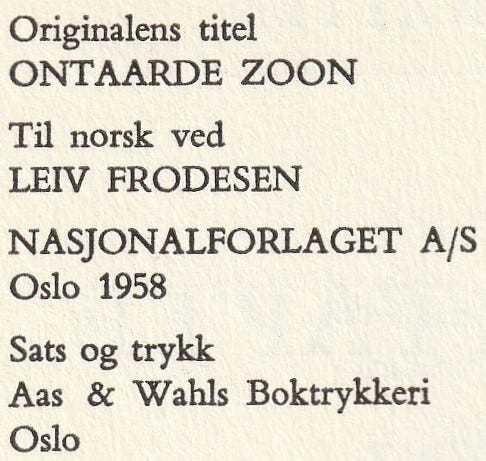 Originalens titel
ONTAARDE ZOON
Til norsk ved
LEIV FRODESEN
NASJONALFORLAGET A/S
Oslo 1958
Sats og trykk
Aas & Wahls Boktrykkeri
Oslo